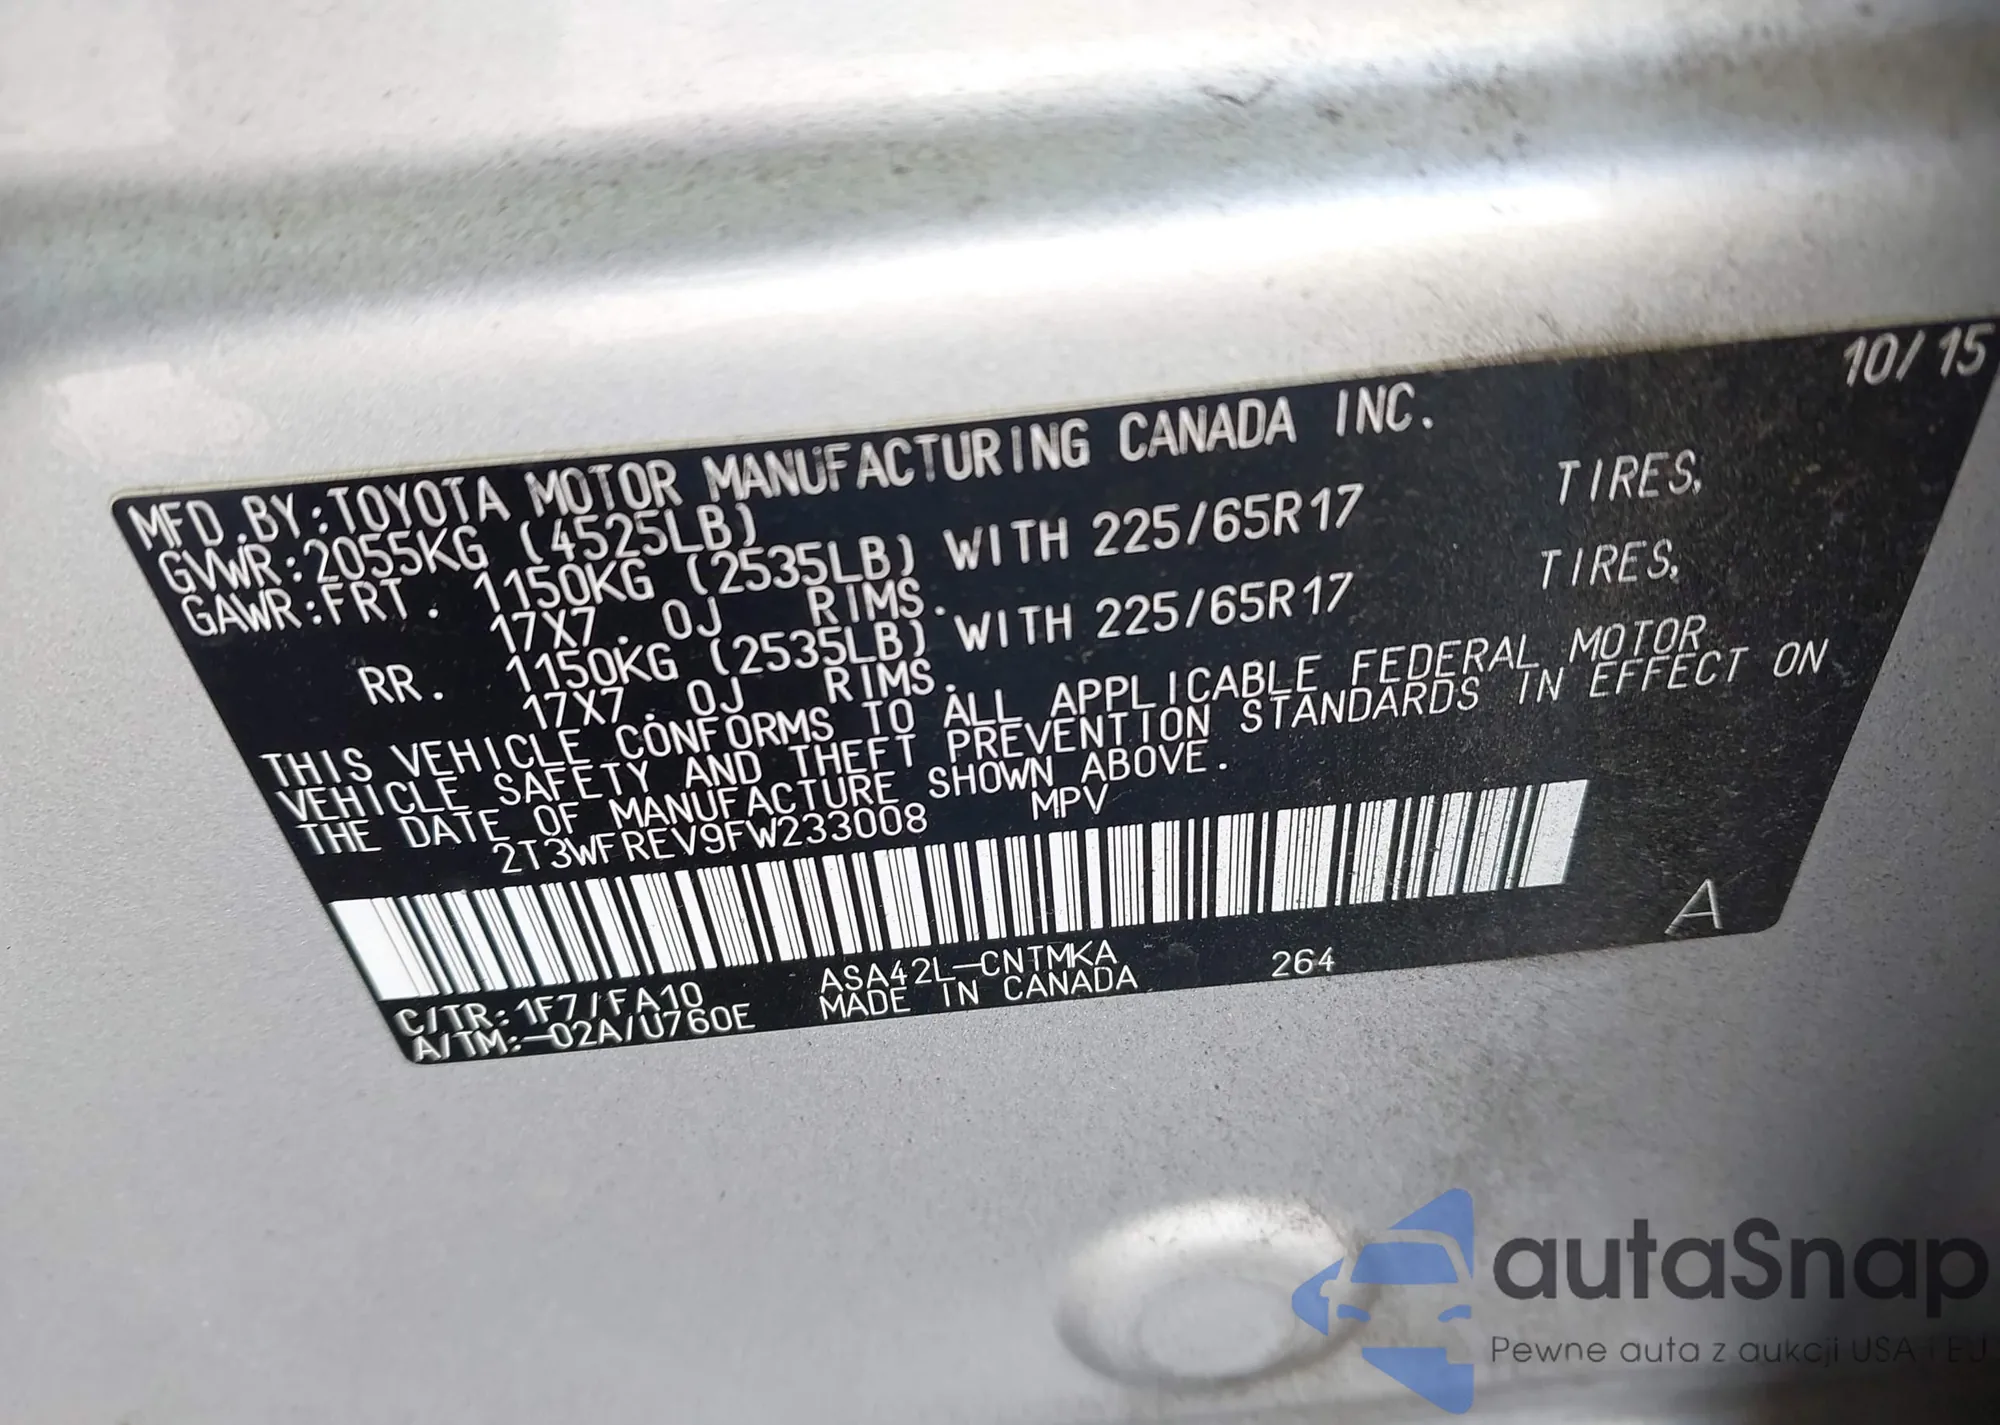 10/15
MFD.BY:TOYOTA MOTOR MANUFACTURING CANADA INC.
GVWR:2055KG (4525LB)
GAWR:FRT. 1150KG (2535LB) WITH 225/65R17 TIRES,
17X7.0J RIMS.
RR. 1150KG (2535LB) WITH 225/65R17 TIRES,
17X7.0J RIMS.
THIS VEHICLE CONFORMS TO ALL APPLICABLE FEDERAL MOTOR
VEHICLE SAFETY AND THEFT PREVENTION STANDARDS IN EFFECT ON
THE DATE OF MANUFACTURE SHOWN ABOVE.
2T3WFREV9FW233008 MPV
A
C/TR:1F7/FA10 ASA42L-CNTMKA 264
A/TM:-02A/U760E MADE IN CANADA
autaSnap
Pewne auta z aukcji USA i EU